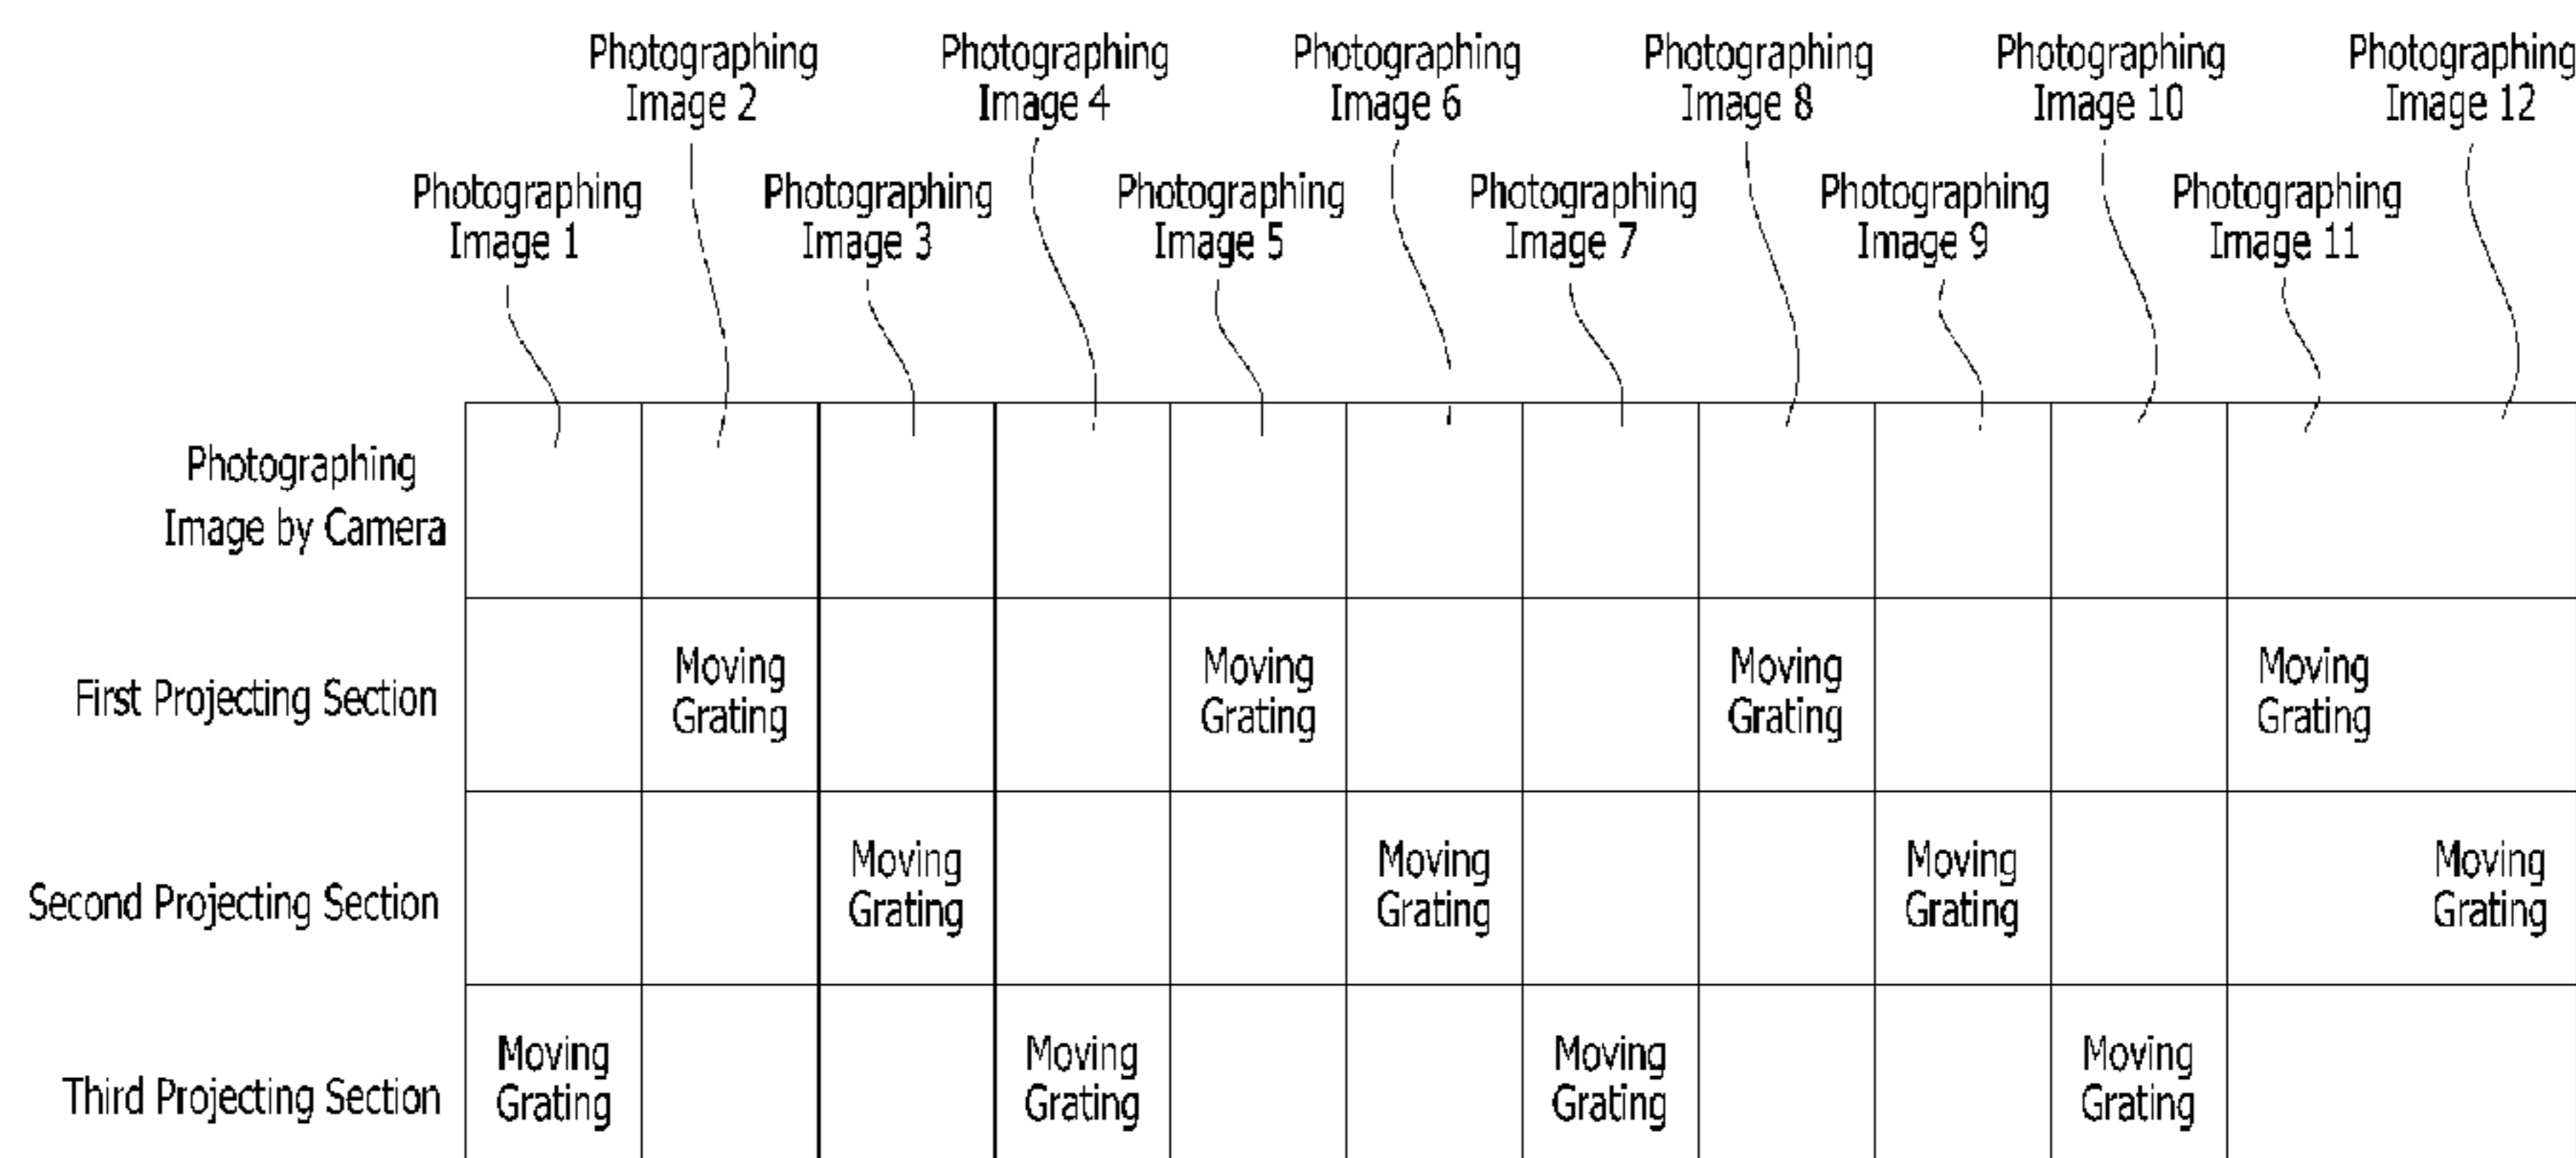 Photographing
Image 2
Photographing
Image 4
Photographing
Image 6
Photographing
Image 8
Photographing
Image 10
Photographing
Image 12
Photographing
Image 1
Photographing
Image 3
Photographing
Image 5
Photographing
Image 7
Photographing
Image 9
Photographing
Image 11
Photographing
Image by Camera
First Projecting Section
Moving
Grating
Moving
Grating
Moving
Grating
Moving
Grating
Second Projecting Section
Moving
Grating
Moving
Grating
Moving
Grating
Moving
Grating
Third Projecting Section
Moving
Grating
Moving
Grating
Moving
Grating
Moving
Grating